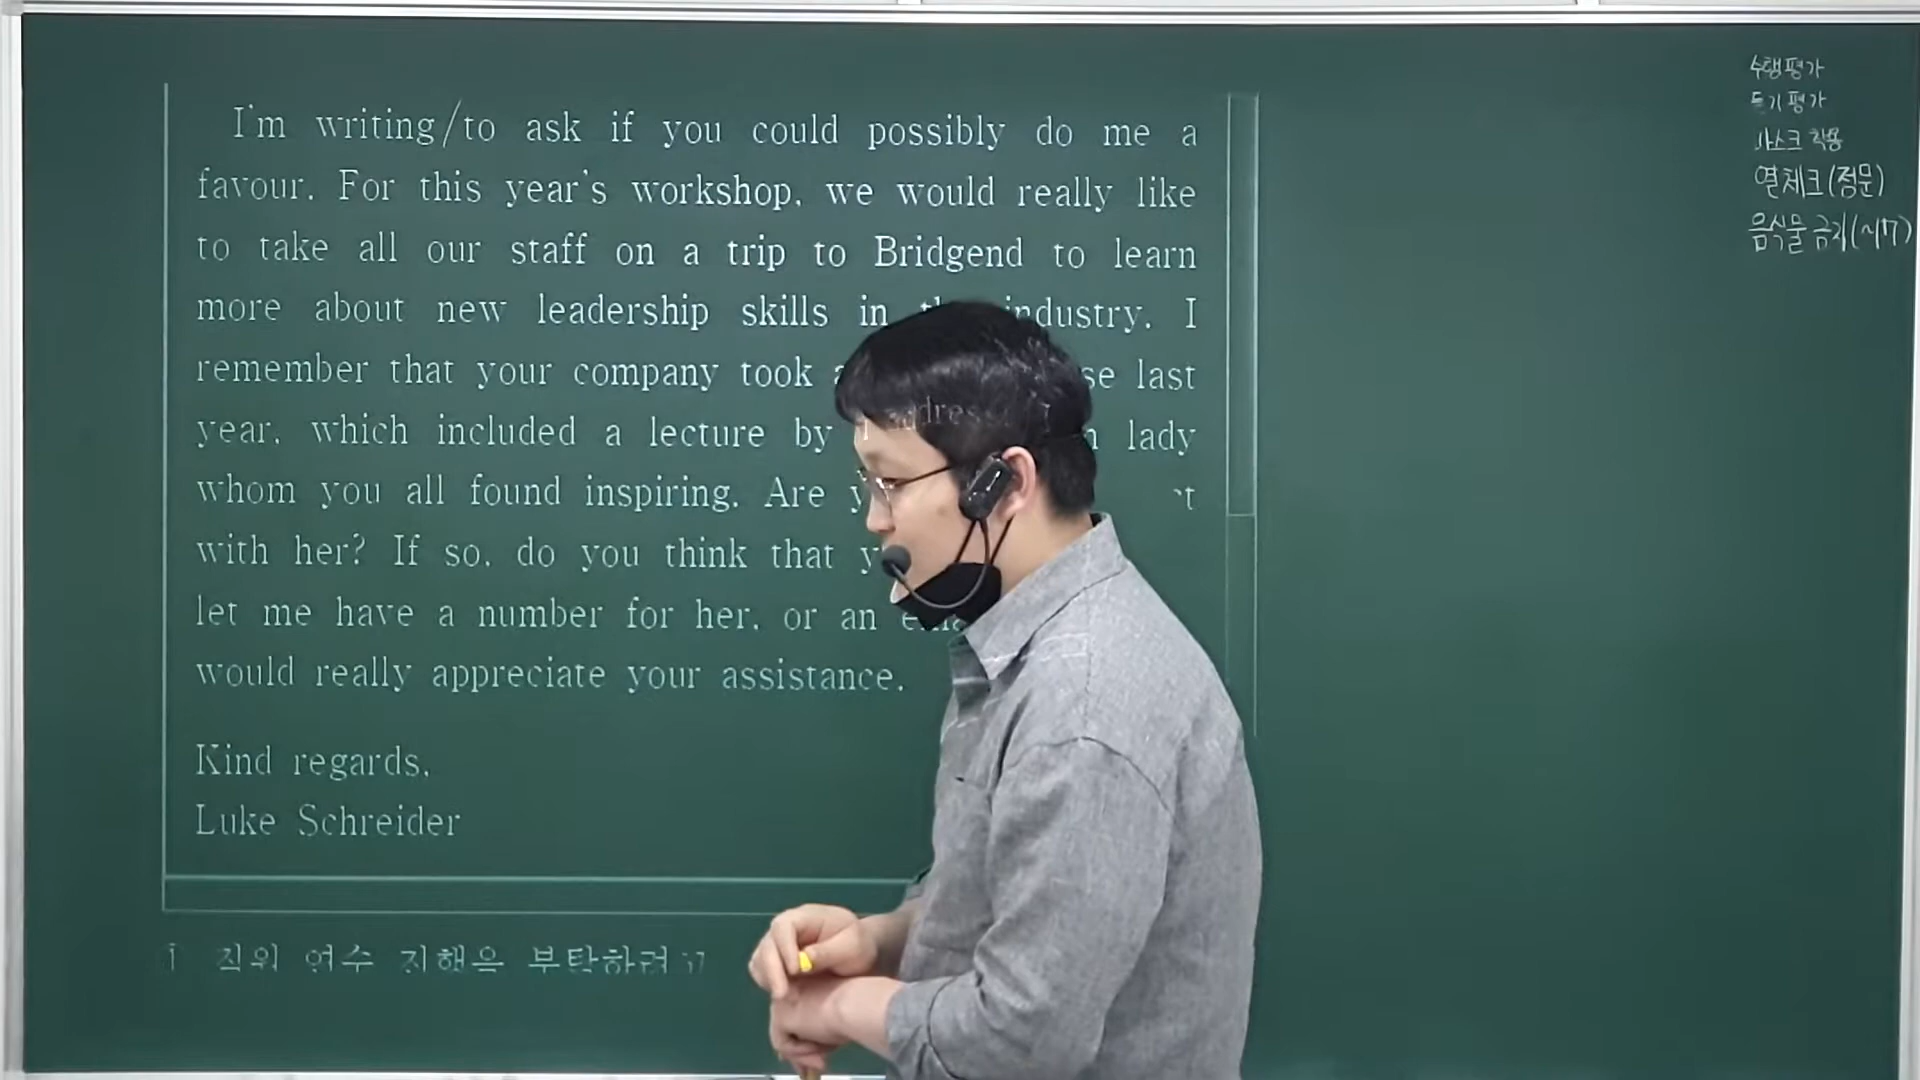 I'm writing/to ask if you could possibly do me a
favour. For this year's workshop, we would really like
to take all our staff on a trip to Bridgend to learn
more about new leadership skills in industry. I
remember that your company took last
year, which included a lecture by lady
whom you all found inspiring. Are
with her? If so, do you think that
let me have a number for her, or an
would really appreciate your assistance.
Kind regards,
Luke Schreider
1 직원 연수 진행을 부탁하려고
수행평가
듣기평가
마스크 착용
열체크(정문)
음식물 금지(~17)